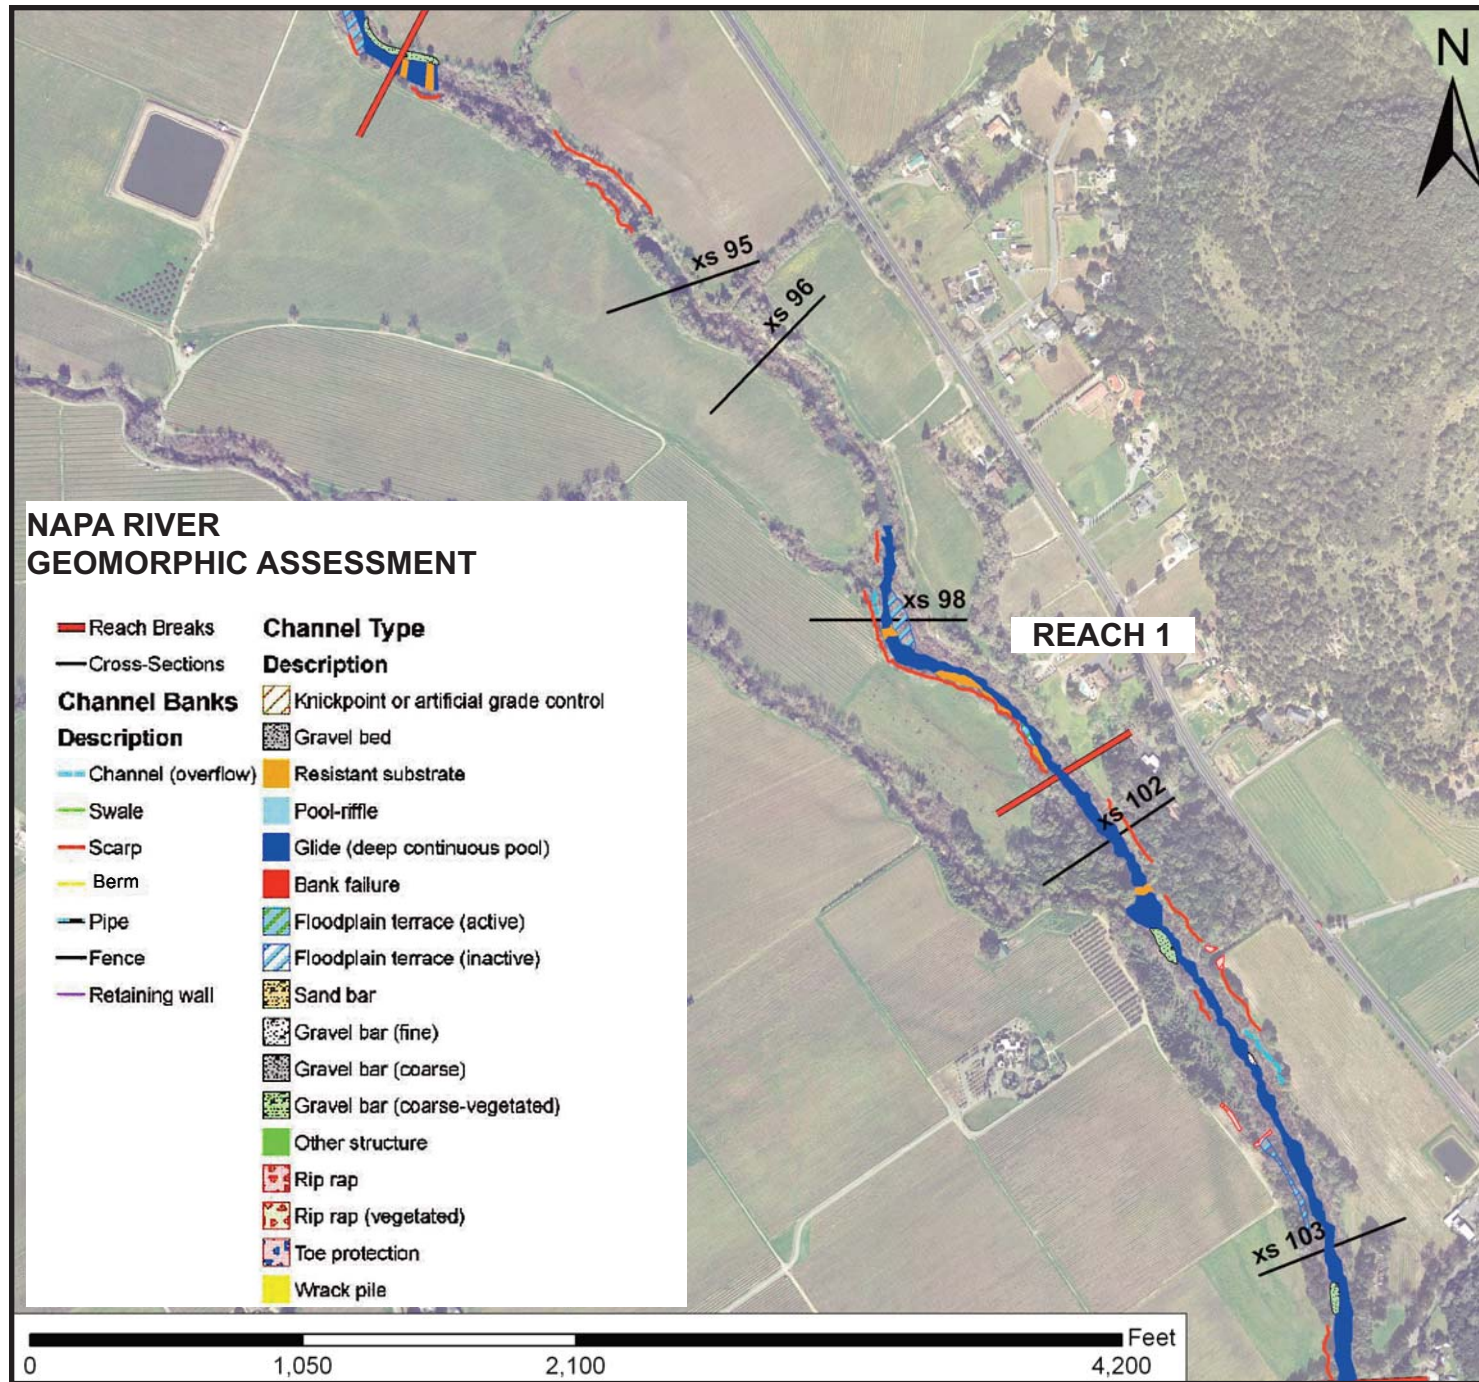 N
xs 95
xs 96
xs 98
REACH 1
xs 102
xs 103
NAPA RIVER
GEOMORPHIC ASSESSMENT
Reach Breaks
Cross-Sections
Channel Banks
Description
Channel (overflow)
Swale
Scarp
Berm
Pipe
Fence
Retaining wall
Channel Type
Description
Knickpoint or artificial grade control
Gravel bed
Resistant substrate
Pool-riffle
Glide (deep continuous pool)
Bank failure
Floodplain terrace (active)
Floodplain terrace (inactive)
Sand bar
Gravel bar (fine)
Gravel bar (coarse)
Gravel bar (coarse-vegetated)
Other structure
Rip rap
Rip rap (vegetated)
Toe protection
Wrack pile
Feet
0 1,050 2,100 4,200